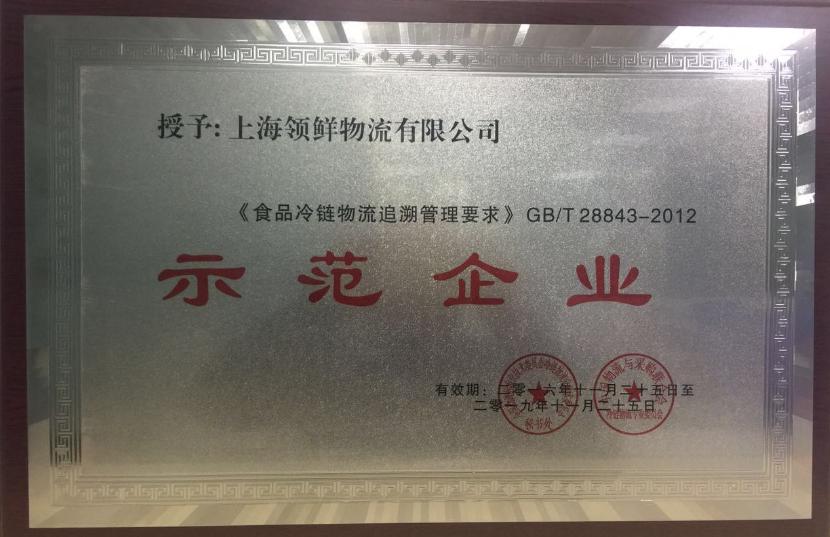 授予: 上海领鲜物流有限公司
《食品冷链物流追溯管理要求》 GB/T 28843-2012
示范企业
有效期: 二零一六年十一月二十五日至
二零一九年十一月二十五日
秘书处